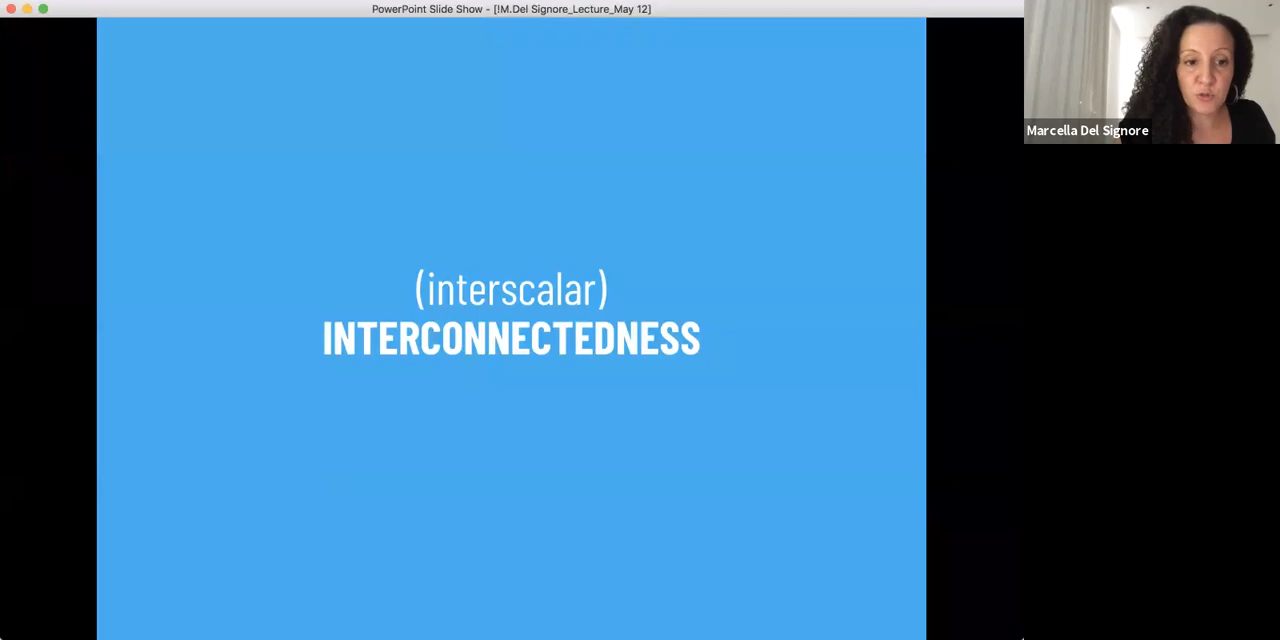 PowerPoint Slide Show - [!M.Del Signore_Lecture_May 12]
Marcella Del Signore
(interscalar)
INTERCONNECTEDNESS